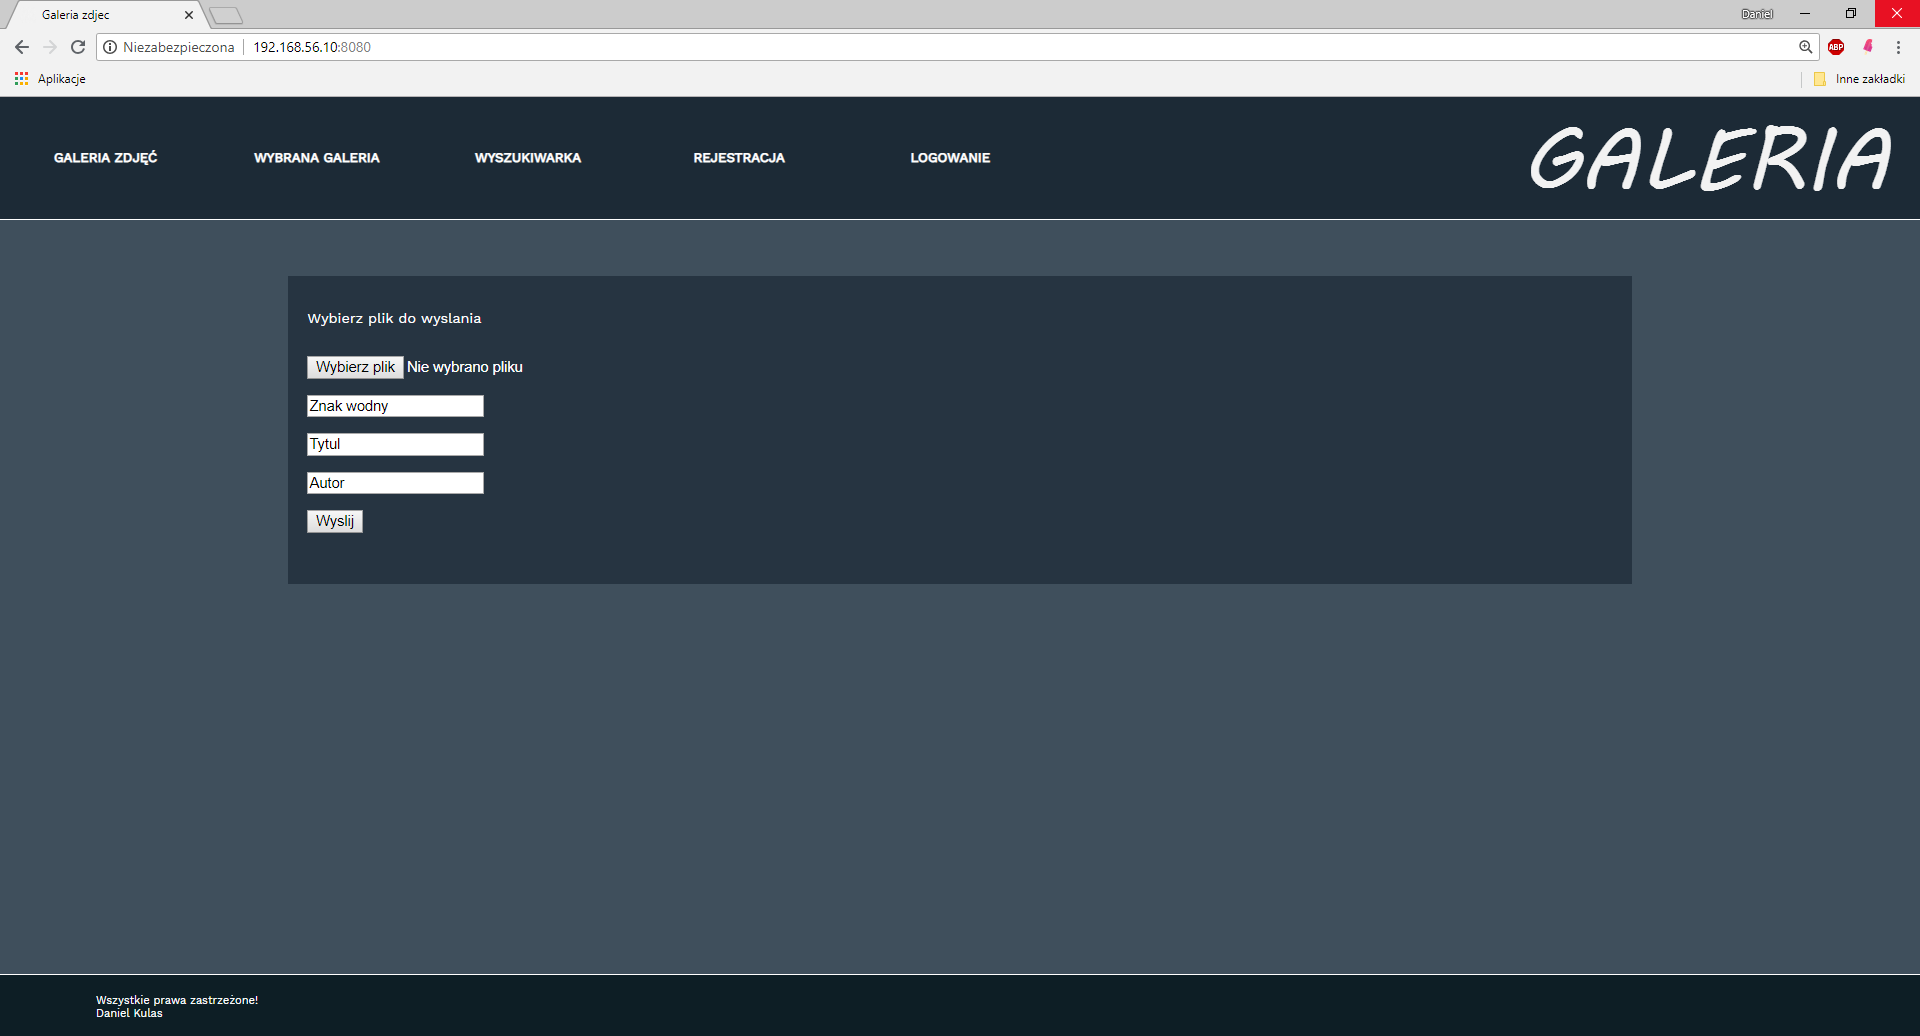 Galeria zdjec
Daniel
Niezabezpieczona
192.168.56.10:8080
ABP
Aplikacje
Inne zakładki
GALERIA ZDJĘĆ
WYBRANA GALERIA
WYSZUKIWARKA
REJESTRACJA
LOGOWANIE
GALERIA
Wybierz plik do wyslania
Wybierz plik Nie wybrano pliku
Znak wodny
Tytul
Autor
Wyslij
Wszystkie prawa zastrzeżone!
Daniel Kulas